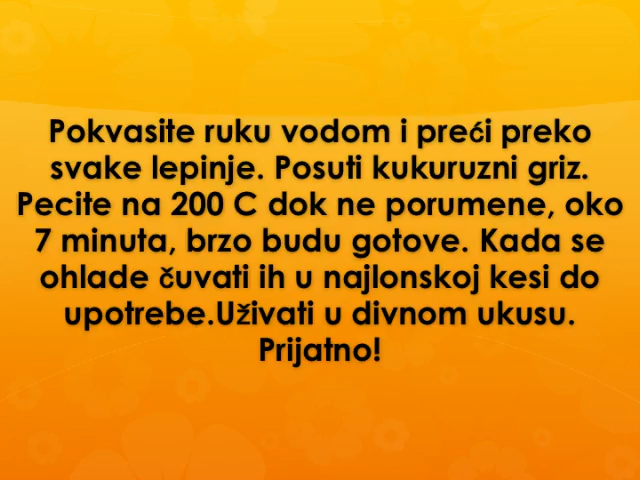 Pokvasite ruku vodom i preći preko
svake lepinje. Posuti kukuruzni griz.
Pecite na 200 C dok ne porumene, oko
7 minuta, brzo budu gotove. Kada se
ohlade čuvati ih u najlonskoj kesi do
upotrebe.Uživati u divnom ukusu.
Prijatno!